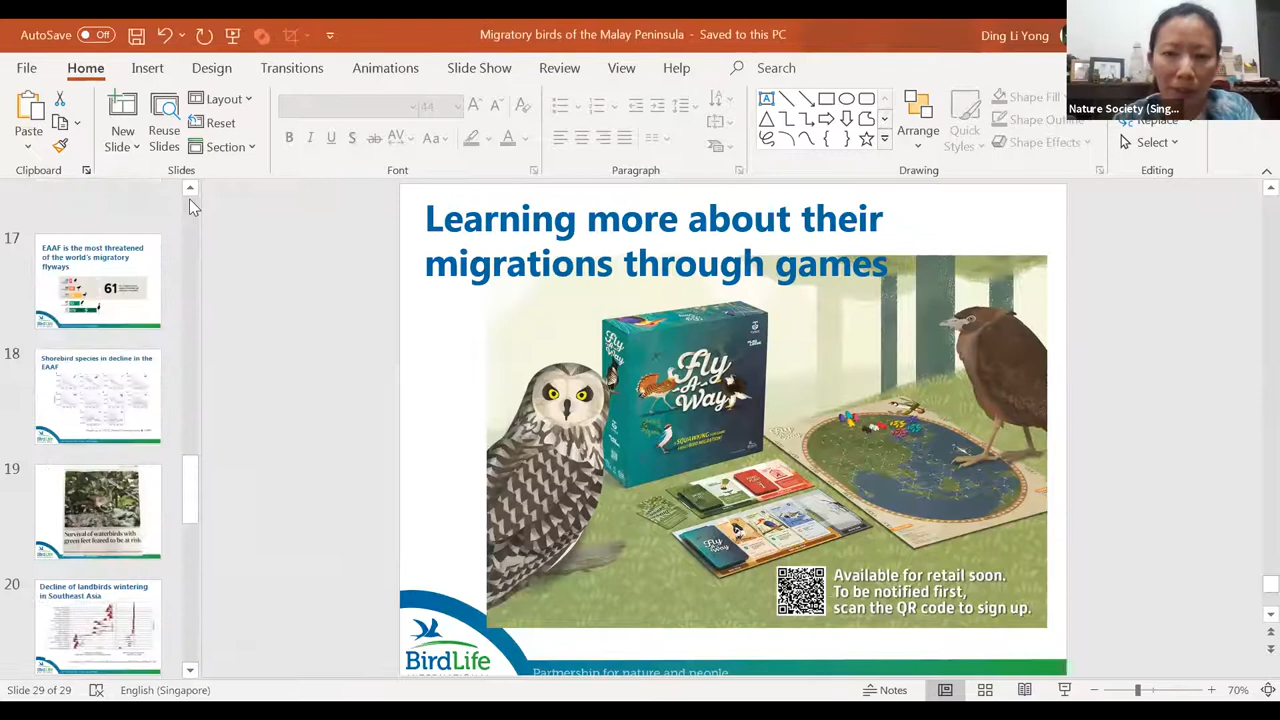 AutoSave Off
Migratory birds of the Malay Peninsula - Saved to this PC
Ding Li Yong
Nature Society (Sing...
File Home Insert Design Transitions Animations Slide Show Review View Help Search
Paste
New Slide
Reuse Slides
Layout
Reset
Section
44
Arrange
Quick Styles
Shape Fill
Shape Outline
Shape Effects
Replace
Select
Clipboard Slides Font Paragraph Drawing Editing
17
EAAF is the most threatened
of the world's migratory
flyways
61
18
Shorebird species in decline in the
EAAF
19
Survival of waterbirds with
green feet feared to be at risk
20
Decline of landbirds wintering
in Southeast Asia
Learning more about their
migrations through games
Fly
-A-
Way
Available for retail soon.
To be notified first,
scan the QR code to sign up.
BirdLife
INTERNATIONAL
Partnership for nature and people
Slide 29 of 29 English (Singapore) Notes 70%